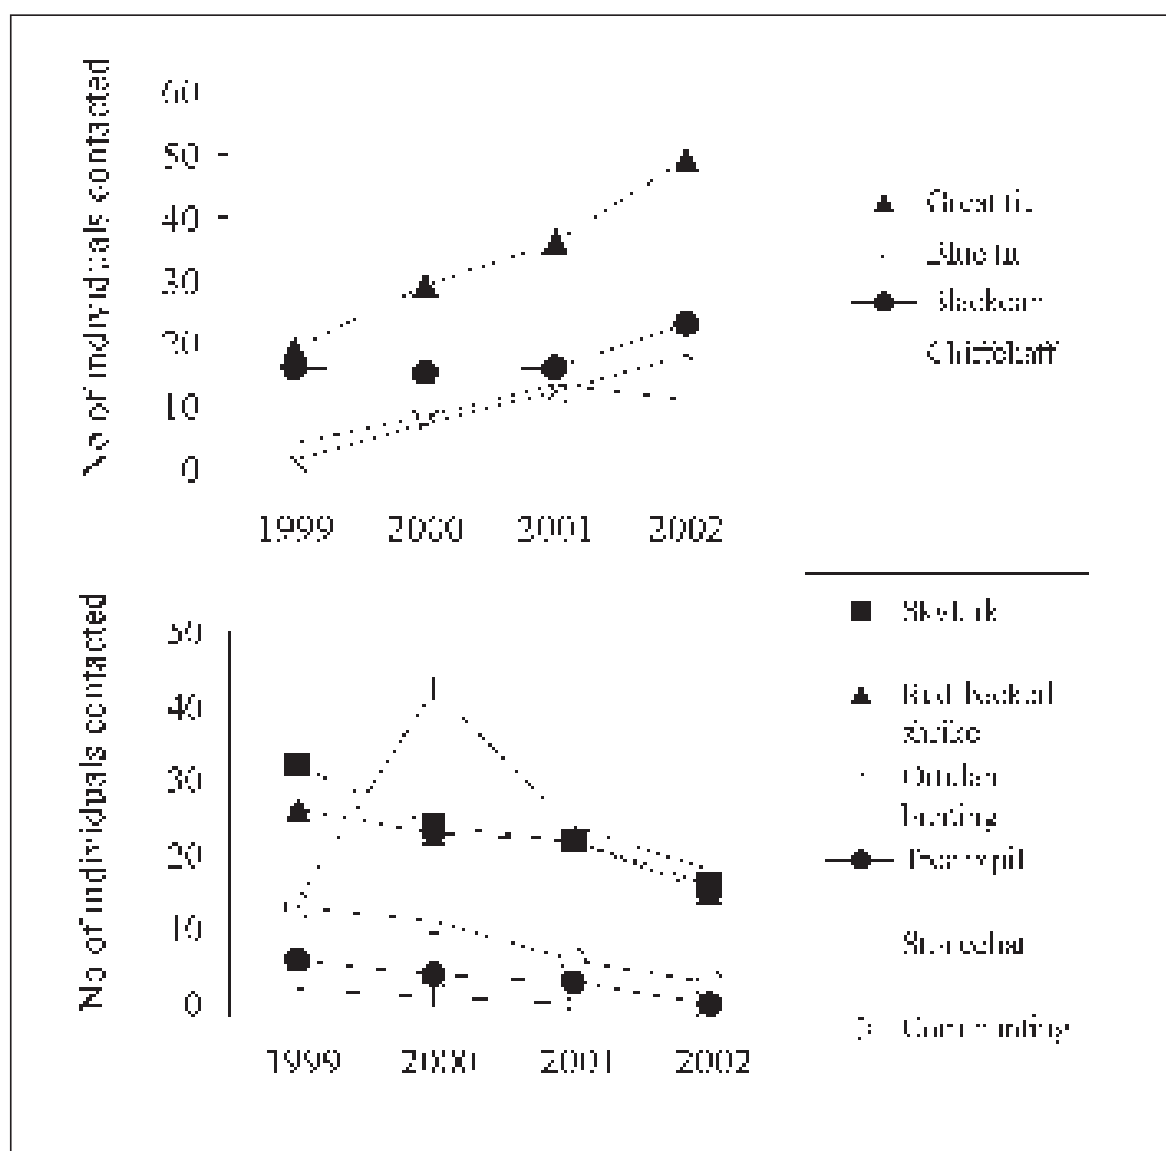 No of individuals contacted
60
50
40
30
20
10
0
1999 2000 2001 2002
Great tit
Blue tit
Blackcap
Chiffchaff
No of individuals contacted
50
40
30
20
10
0
1999 2000 2001 2002
Skylark
Red-backed
shrike
Ortolan
bunting
Tree pipit
Stonechat
Corn bunting